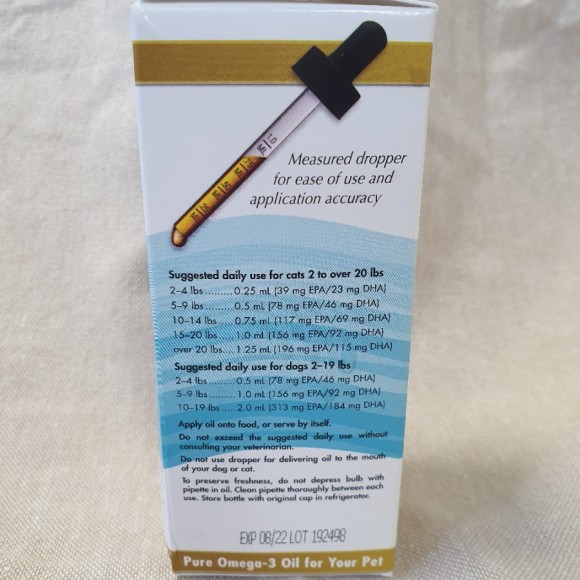 1.0
ML
Measured dropper
for ease of use and
application accuracy
Suggested daily use for cats 2 to over 20 lbs
2–4 lbs.........0.25 mL (39 mg EPA/23 mg DHA)
5–9 lbs.........0.5 mL (78 mg EPA/46 mg DHA)
10–14 lbs.....0.75 mL (117 mg EPA/69 mg DHA)
15–20 lbs.....1.0 mL (156 mg EPA/92 mg DHA)
over 20 lbs...1.25 mL (196 mg EPA/115 mg DHA)
Suggested daily use for dogs 2–19 lbs
2–4 lbs.........0.5 mL (78 mg EPA/46 mg DHA)
5–9 lbs.........1.0 mL (156 mg EPA/92 mg DHA)
10–19 lbs.....2.0 mL (313 mg EPA/184 mg DHA)
Apply oil onto food, or serve by itself.
Do not exceed the suggested daily use without
consulting your veterinarian.
Do not use dropper for delivering oil to the mouth
of your dog or cat.
To preserve freshness, do not depress bulb with
pipette in oil. Clean pipette thoroughly between each
use. Store bottle with original cap in refrigerator.
EXP 08/22 LOT 192498
Pure Omega-3 Oil for Your Pet